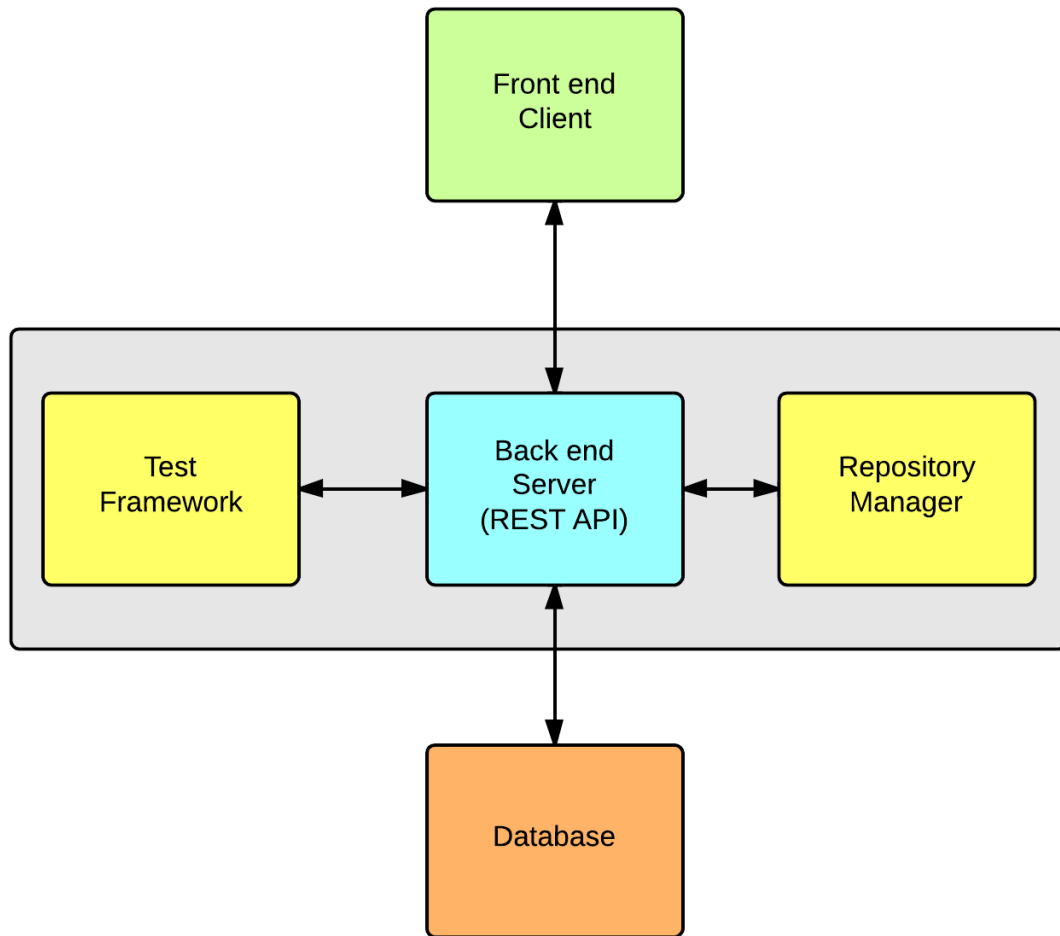 Front end
Client
Test
Framework
Back end
Server
(REST API)
Repository
Manager
Database